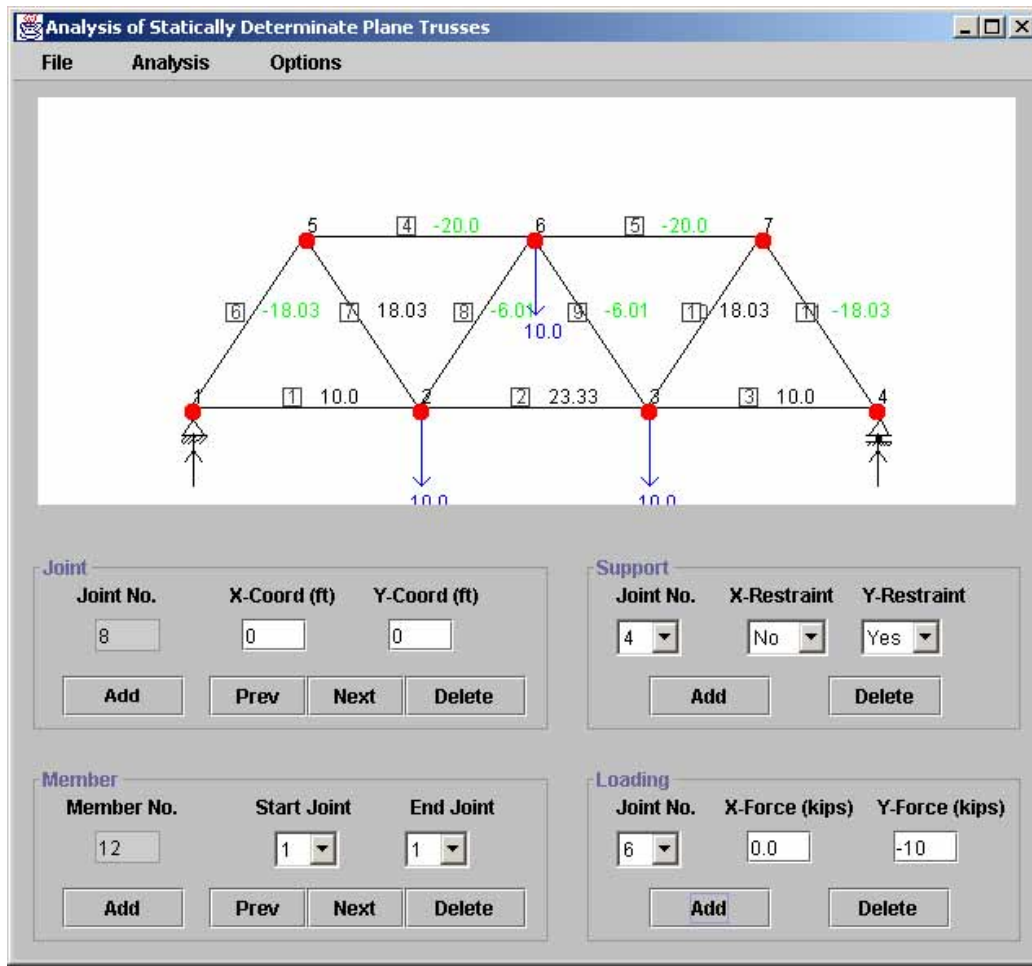 Analysis of Statically Determinate Plane Trusses
File Analysis Options
5 4 -20.0 6 5 -20.0 7
6 -18.03 7 18.03 8 -6.01 9 -6.01 10 18.03 11 -18.03
10.0
1 1 10.0 2 2 23.33 3 3 10.0 4
10.0 10.0
Joint Support
Joint No. X-Coord (ft) Y-Coord (ft) Joint No. X-Restraint Y-Restraint
8 0 0 4 No Yes
Add Prev Next Delete Add Delete
Member Loading
Member No. Start Joint End Joint Joint No. X-Force (kips) Y-Force (kips)
12 1 1 6 0.0 -10
Add Prev Next Delete Add Delete